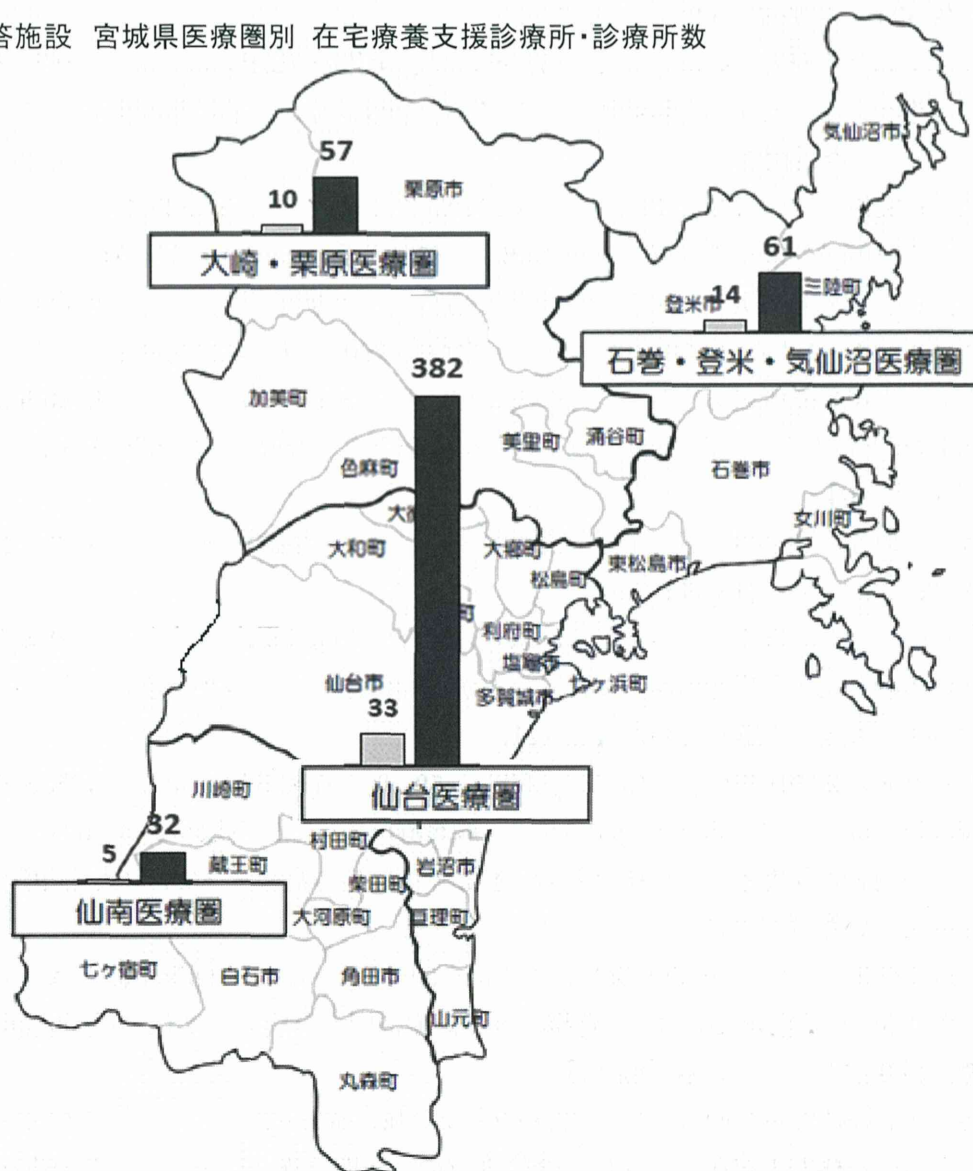 答施設 宮城県医療圏別 在宅療養支援診療所・診療所数
気仙沼市
57
栗原市
10
大崎・栗原医療圏
61
登米市
14
三陸町
石巻・登米・気仙沼医療圏
382
加美町
美里町
涌谷町
色麻町
石巻市
大
女川町
大和町
大郷町
松島町
東松島市
町
利府町
塩竈市
仙台市
七ヶ浜町
多賀城市
33
川崎町
仙台医療圏
32
5
村田町
蔵王町
岩沼市
柴田町
仙南医療圏
大河原町
亘理町
七ヶ宿町
白石市
角田市
山元町
丸森町